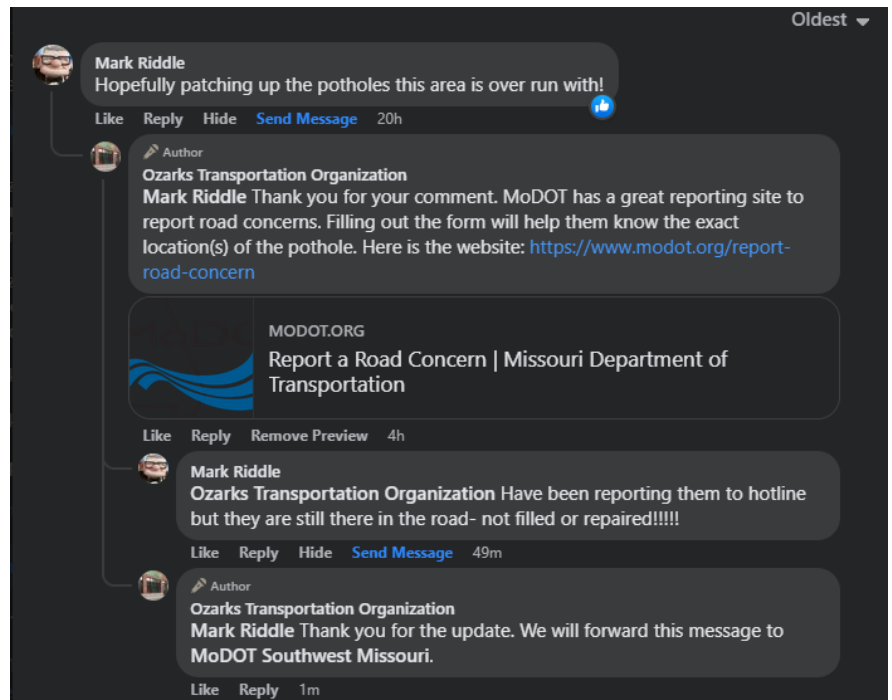 Oldest
Mark Riddle
Hopefully patching up the potholes this area is over run with!
Like Reply Hide Send Message 20h
Author
Ozarks Transportation Organization
Mark Riddle Thank you for your comment. MoDOT has a great reporting site to
report road concerns. Filling out the form will help them know the exact
location(s) of the pothole. Here is the website: https://www.modot.org/report-
road-concern
MODOT.ORG
Report a Road Concern | Missouri Department of
Transportation
Like Reply Remove Preview 4h
Mark Riddle
Ozarks Transportation Organization Have been reporting them to hotline
but they are still there in the road- not filled or repaired!!!!!
Like Reply Hide Send Message 49m
Author
Ozarks Transportation Organization
Mark Riddle Thank you for the update. We will forward this message to
MoDOT Southwest Missouri.
Like Reply 1m